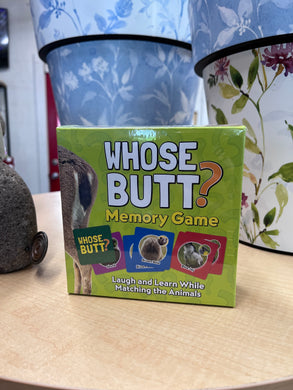 WHOSE
BUTT?
Memory Game
WHOSE
BUTT?
Laugh and Learn While
Matching the Animals